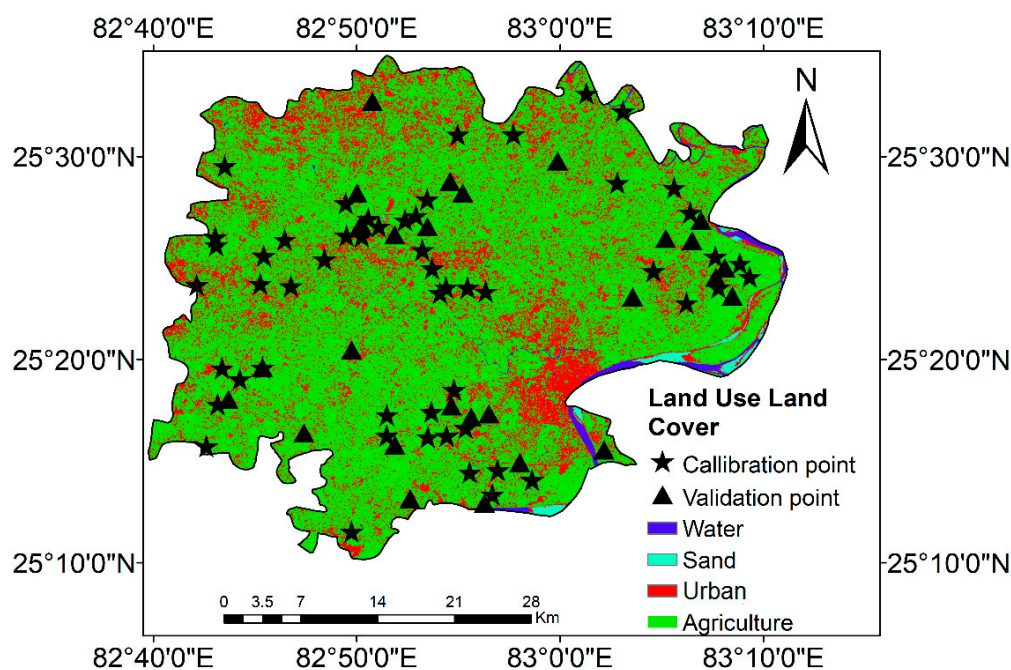 82°40'0"E 82°50'0"E 83°00'0"E 83°10'0"E
N
25°30'0"N 25°30'0"N
25°20'0"N 25°20'0"N
Land Use Land
Cover
Callibration point
Validation point
Water
Sand
Urban
Agriculture
25°10'0"N 25°10'0"N
0 3.5 7 14 21 28
Km
82°40'0"E 82°50'0"E 83°00'0"E 83°10'0"E